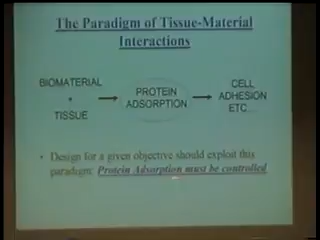 The Paradigm of Tissue-Material
Interactions
BIOMATERIAL
+
TISSUE
PROTEIN
ADSORPTION
CELL
ADHESION
ETC...
• Design for a given objective should exploit this
paradigm: Protein Adsorption must be controlled